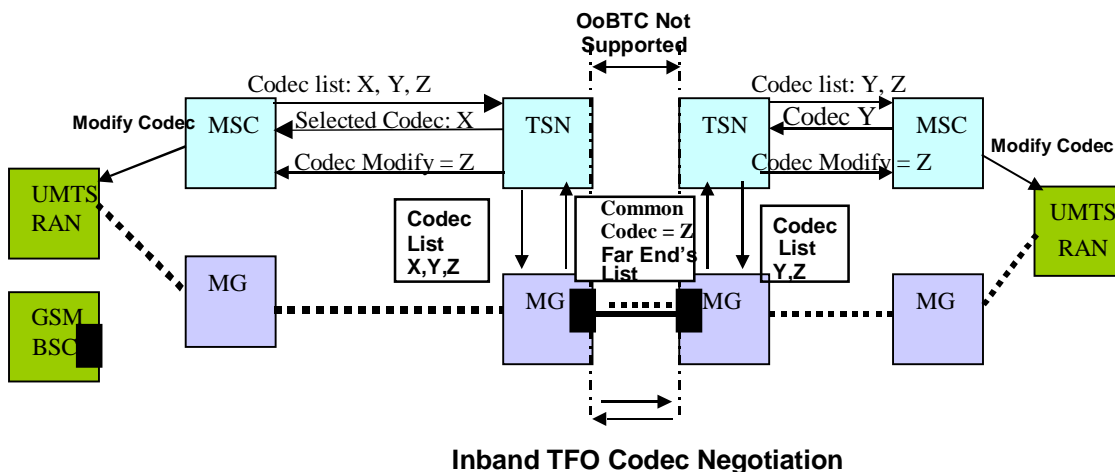 OoBTC Not
Supported
Codec list: X, Y, Z
Codec list: Y, Z
Modify Codec
MSC
Selected Codec: X
TSN
TSN
Codec Y
MSC
Modify Codec
Codec Modify = Z
Codec Modify = Z
UMTS
RAN
UMTS
RAN
Codec
List
X,Y,Z
Common
Codec = Z
Far End's
List
Codec
List
Y,Z
MG
MG
MG
MG
GSM
BSC
Inband TFO Codec Negotiation